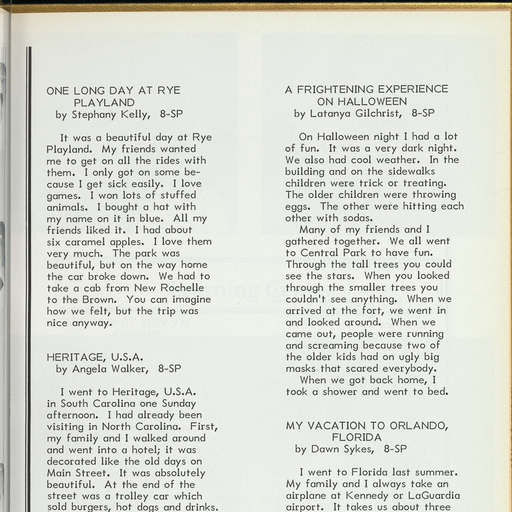 ONE LONG DAY AT RYE
PLAYLAND
by Stephany Kelly, 8-SP
It was a beautiful day at Rye
Playland. My friends wanted
me to get on all the rides with
them. I only got on some be-
cause I get sick easily. I love
games. I won lots of stuffed
animals. I bought a hat with
my name on it in blue. All my
friends liked it. I had about
six caramel apples. I love them
very much. The park was
beautiful, but on the way home
the car broke down. We had to
take a cab from New Rochelle
to the Brown. You can imagine
how we felt, but the trip was
nice anyway.
HERITAGE, U.S.A.
by Angela Walker, 8-SP
I went to Heritage, U.S.A.
in South Carolina one Sunday
afternoon. I had already been
visiting in North Carolina. First,
my family and I walked around
and went into a hotel; it was
decorated like the old days on
Main Street. It was absolutely
beautiful. At the end of the
street was a trolley car which
sold burgers, hot dogs and drinks.
A FRIGHTENING EXPERIENCE
ON HALLOWEEN
by Latanya Gilchrist, 8-SP
On Halloween night I had a lot
of fun. It was a very dark night.
We also had cool weather. In the
building and on the sidewalks
children were trick or treating.
The older children were throwing
eggs. The other were hitting each
other with sodas.
Many of my friends and I
gathered together. We all went
to Central Park to have fun.
Through the tall trees you could
see the stars. When you looked
through the smaller trees you
couldn't see anything. When we
arrived at the fort, we went in
and looked around. When we
came out, people were running
and screaming because two of
the older kids had on ugly big
masks that scared everybody.
When we got back home, I
took a shower and went to bed.
MY VACATION TO ORLANDO,
FLORIDA
by Dawn Sykes, 8-SP
I went to Florida last summer.
My family and I always take an
airplane at Kennedy or LaGuardia
airport. It takes us about three